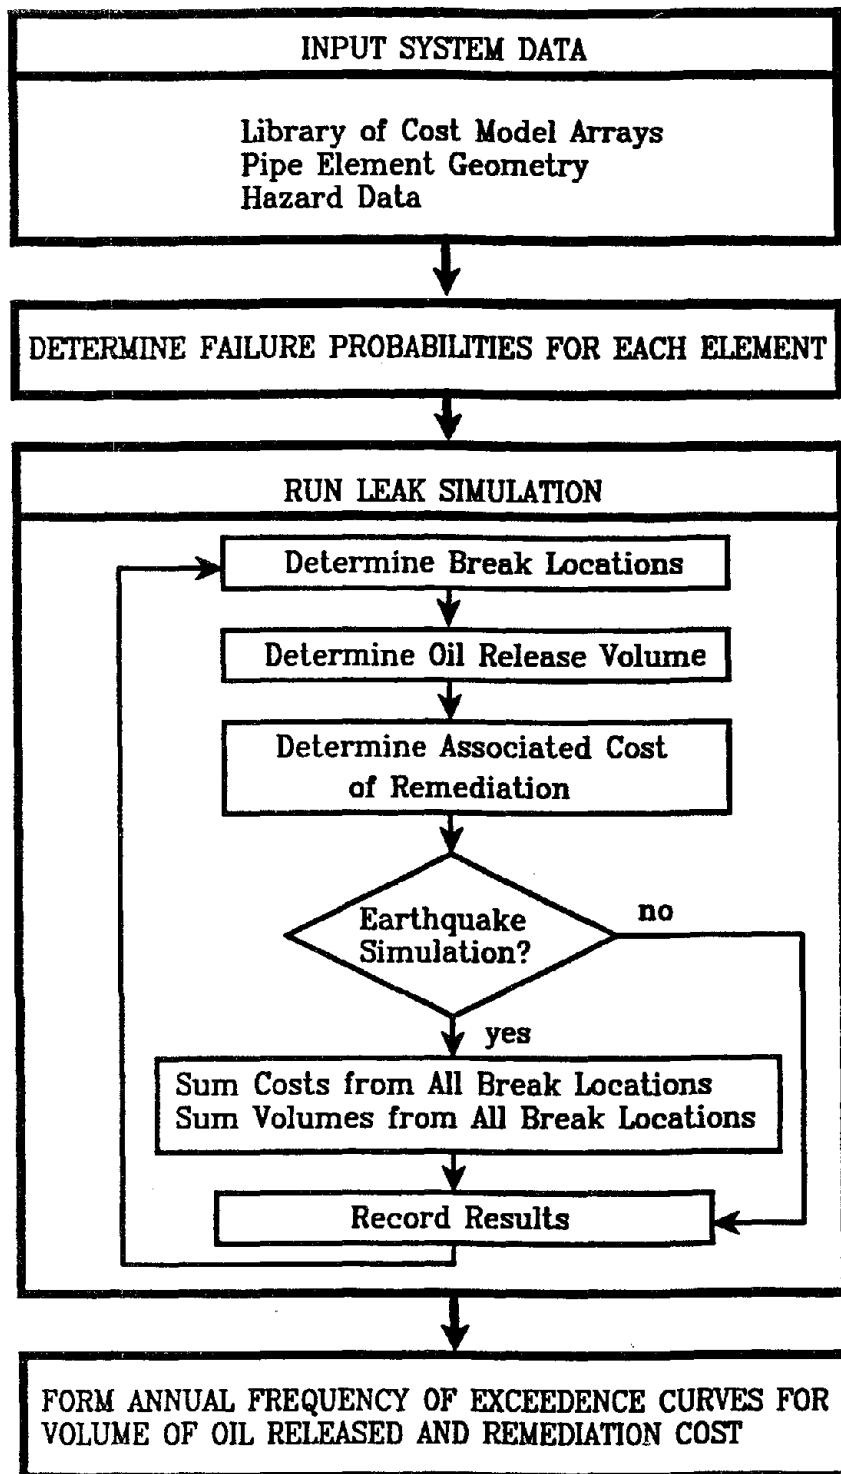 INPUT SYSTEM DATA
Library of Cost Model Arrays
Pipe Element Geometry
Hazard Data
DETERMINE FAILURE PROBABILITIES FOR EACH ELEMENT
RUN LEAK SIMULATION
Determine Break Locations
Determine Oil Release Volume
Determine Associated Cost
of Remediation
Earthquake
Simulation?
no
yes
Sum Costs from All Break Locations
Sum Volumes from All Break Locations
Record Results
FORM ANNUAL FREQUENCY OF EXCEEDENCE CURVES FOR
VOLUME OF OIL RELEASED AND REMEDIATION COST